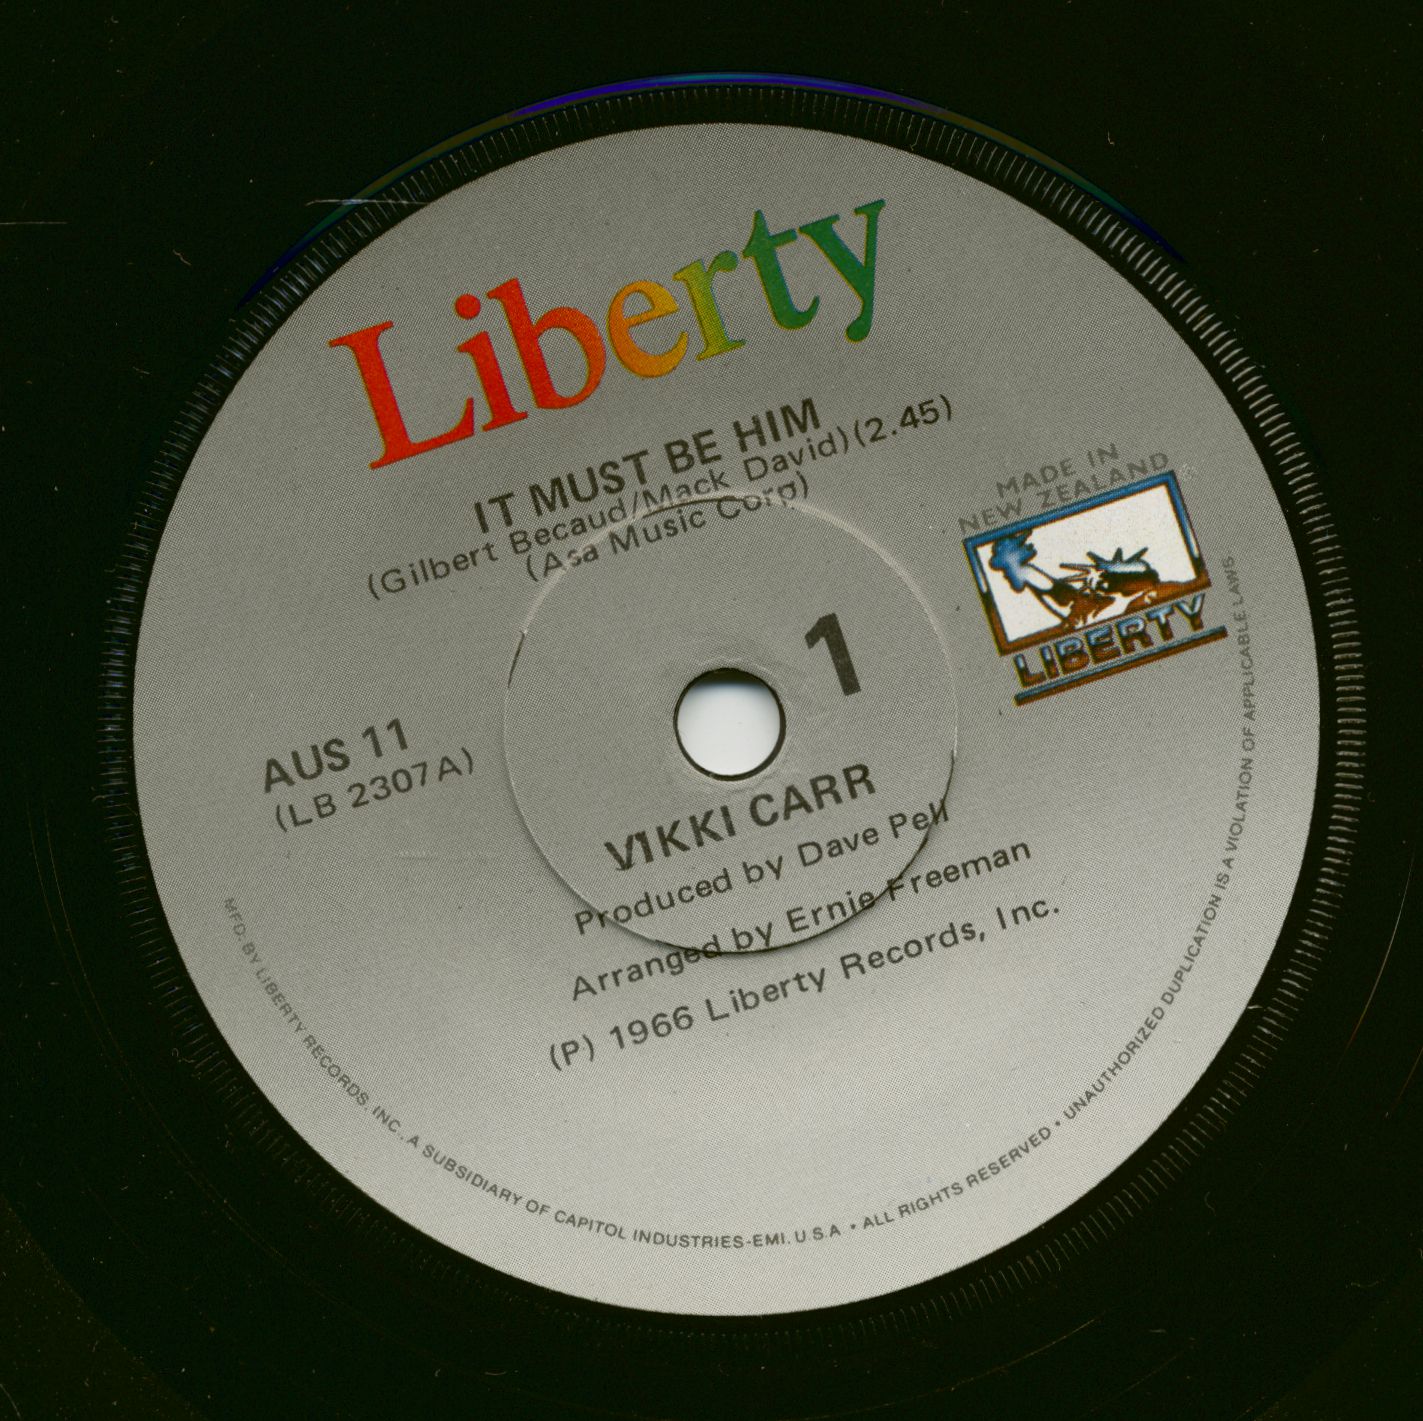 Liberty
IT MUST BE HIM
(Gilbert Becaud/Mack David)(2.45)
(Asa Music Corp)
MADE IN
NEW ZEALAND
LIBERTY
1
AUS 11
(LB 2307A)
VIKKI CARR
Produced by Dave Pell
Arranged by Ernie Freeman
(P) 1966 Liberty Records, Inc.
MFD. BY LIBERTY RECORDS, INC., A SUBSIDIARY OF CAPITOL INDUSTRIES-EMI. U.S.A • ALL RIGHTS RESERVED • UNAUTHORIZED DUPLICATION IS A VIOLATION OF APPLICABLE LAWS